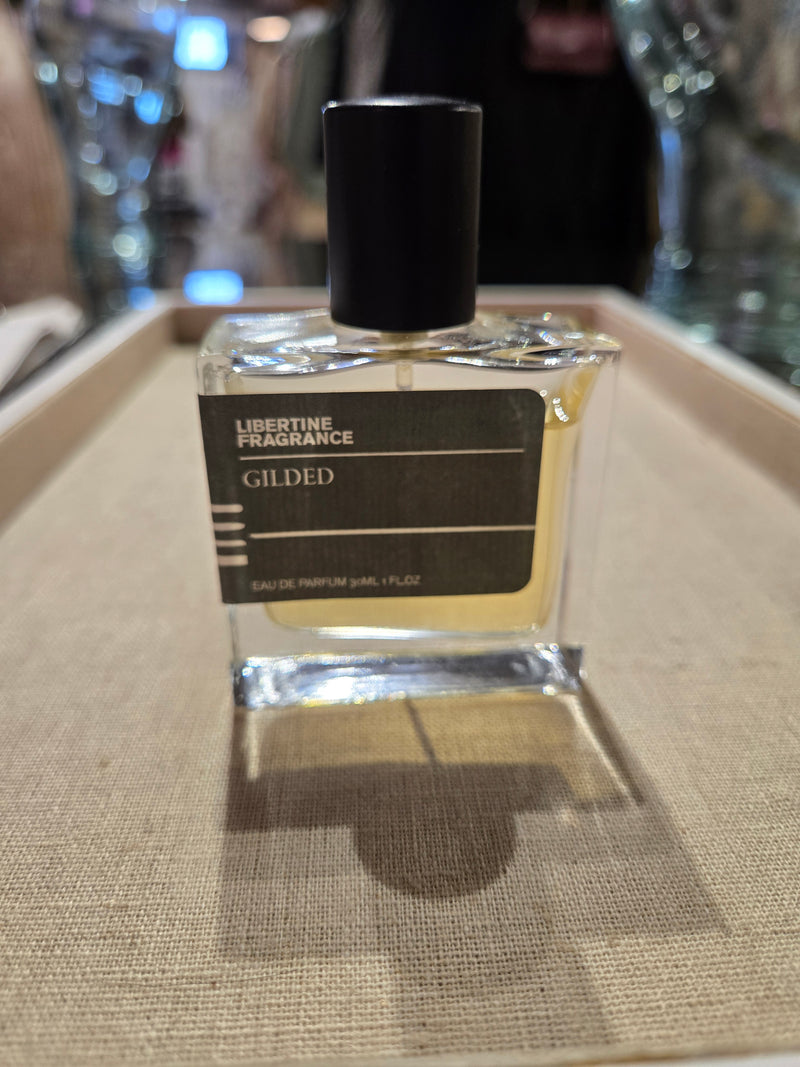 LIBERTINE
FRAGRANCE
GILDED
EAU DE PARFUM 30ML 1 FL.OZ